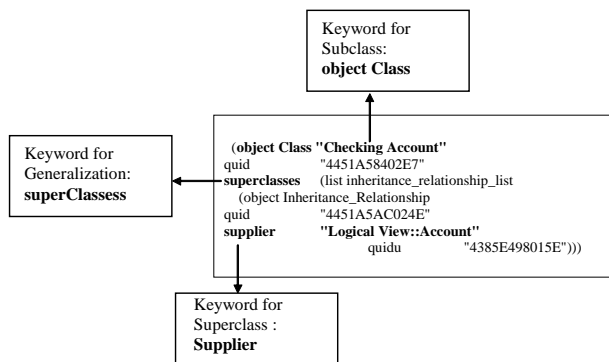 Keyword for
Subclass:
object Class
(object Class "Checking Account"
quid "4451A58402E7"
superclasses (list inheritance_relationship_list
(object Inheritance_Relationship
quid "4451A5AC024E"
supplier "Logical View::Account"
quidu "4385E498015E")))
Keyword for
Generalization:
superClassess
Keyword for
Superclass :
Supplier